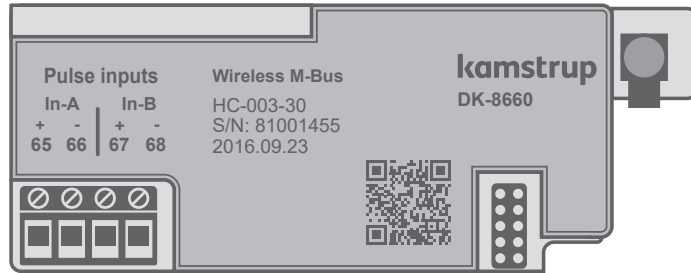 Pulse inputs
In-A In-B
+ - + -
65 66 67 68
Wireless M-Bus
HC-003-30
S/N: 81001455
2016.09.23
kamstrup
DK-8660